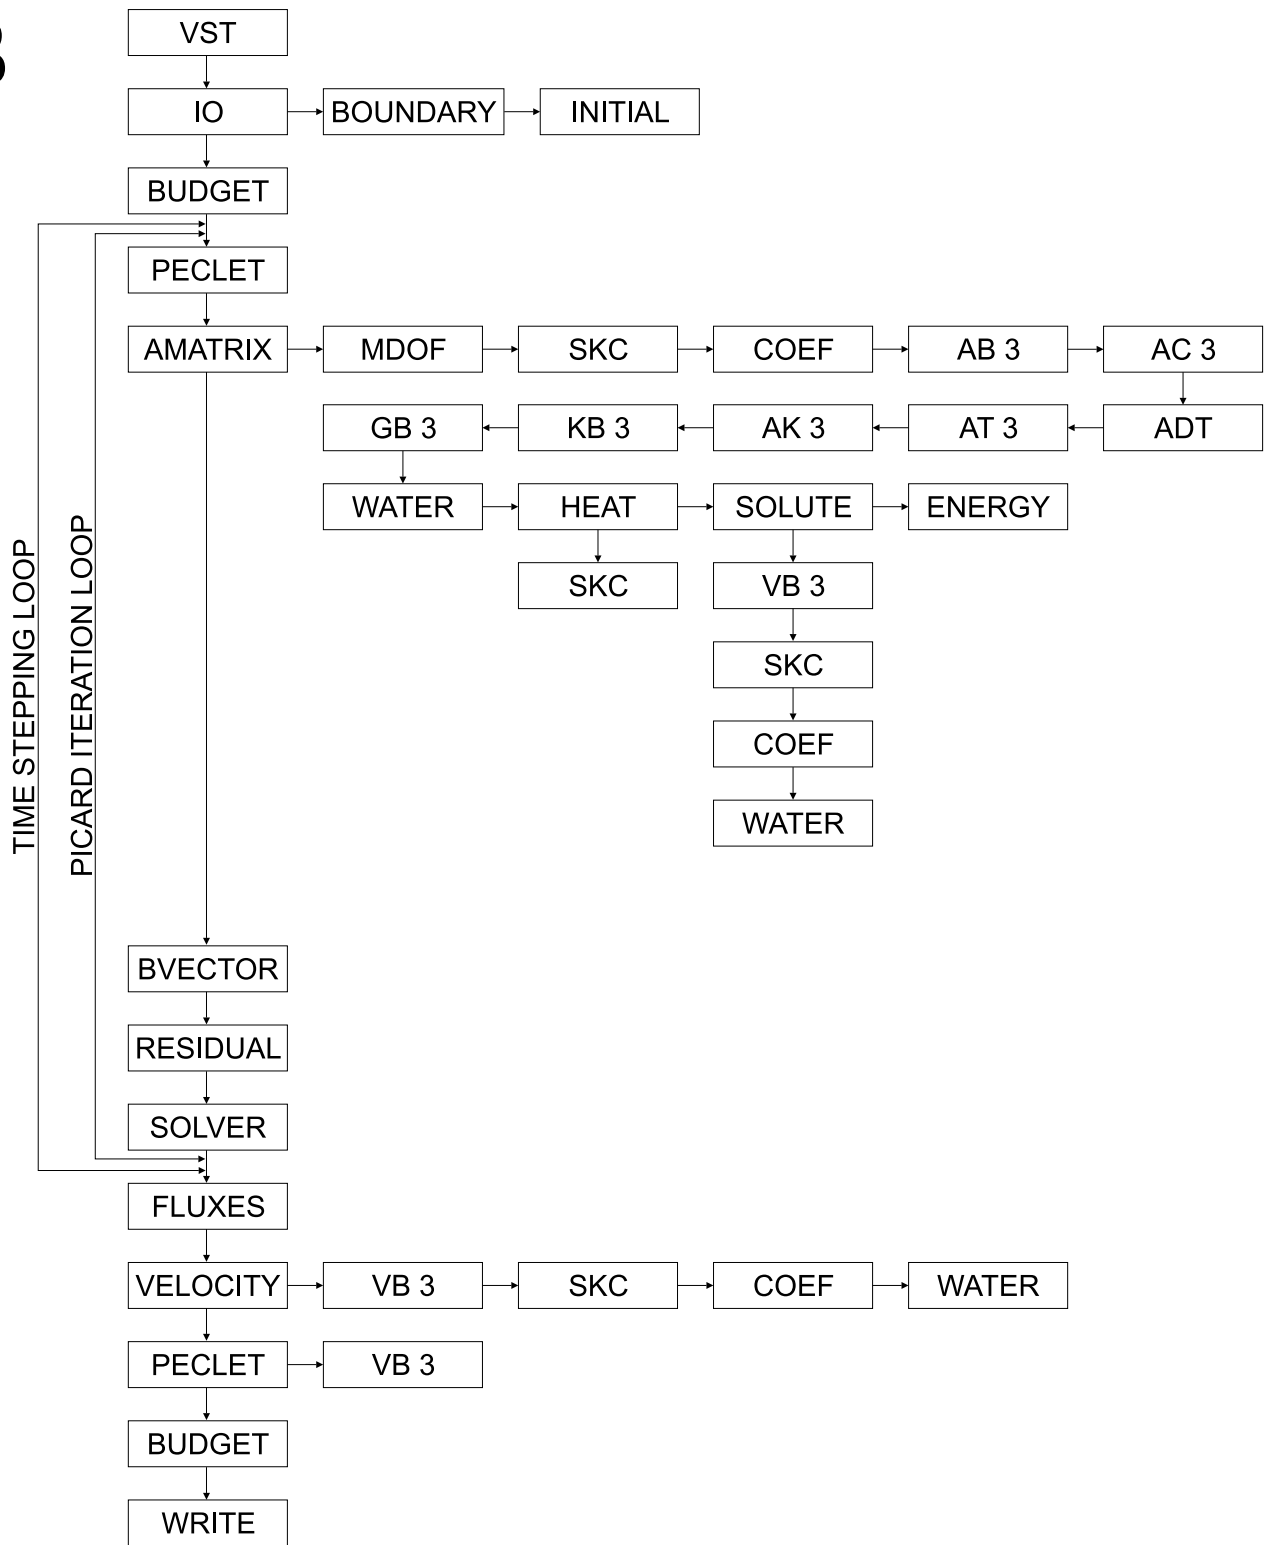 VST
IO BOUNDARY INITIAL
BUDGET
PECLET
AMATRIX MDOF SKC COEF AB 3 AC 3
GB 3 KB 3 AK 3 AT 3 ADT
WATER HEAT SOLUTE ENERGY
SKC VB 3
SKC
COEF
WATER
TIME STEPPING LOOP
PICARD ITERATION LOOP
BVECTOR
RESIDUAL
SOLVER
FLUXES
VELOCITY VB 3 SKC COEF WATER
PECLET VB 3
BUDGET
WRITE